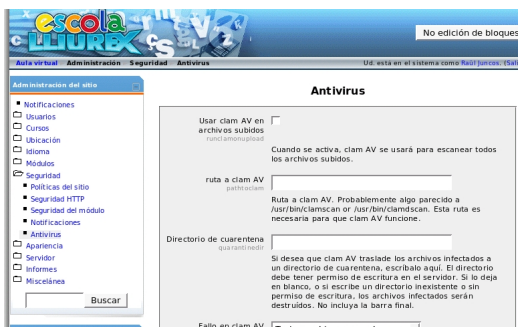 escola
LLIUREX
No edición de bloques
Aula virtual Administración Seguridad Antivirus
Ud. esta en el sistema como Raúl Juncos. (Sali
Administración del sitio
Notificaciones
Usuarios
Cursos
Ubicación
Idioma
Módulos
Seguridad
Políticas del sitio
Seguridad HTTP
Seguridad del módulo
Notificaciones
Antivirus
Apariencia
Servidor
Informes
Miscelánea
Buscar
Antivirus
Usar clam AV en
archivos subidos
runclamonupload
Cuando se activa, clam AV se usará para escanear todos
los archivos subidos.
ruta a clam AV
pathtoclam
Ruta a clam AV. Probablemente algo parecido a
/usr/bin/clamscan or /usr/bin/clamdscan. Esta ruta es
necesaria para que clam AV funcione.
Directorio de cuarentena
quarantinedir
Si desea que clam AV traslade los archivos infectados a
un directorio de cuarentena, escríbalo aquí. El directorio
debe tener permiso de escritura en el servidor. Si lo deja
en blanco, o si escribe un directorio inexistente o sin
permiso de escritura, los archivos infectados serán
destruídos. No incluya la barra final.
Fallo en clam AV